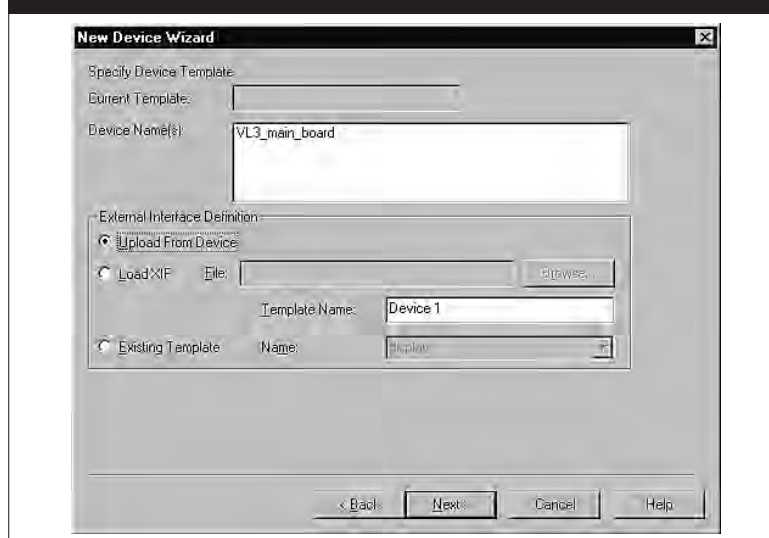 New Device Wizard
Specify Device Template
Current Template:
Device Name(s):
VL3_main_board
External Interface Definition
Upload From Device
Load XIF File: Browse...
Template Name: Device 1
Existing Template Name: display
< Back Next > Cancel Help